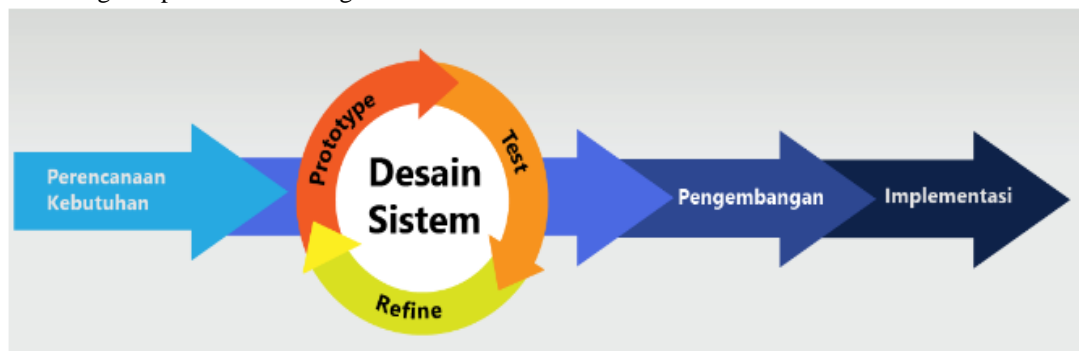 Perencanaan
Kebutuhan
Prototype
Test
Desain
Sistem
Refine
Pengembangan
Implementasi